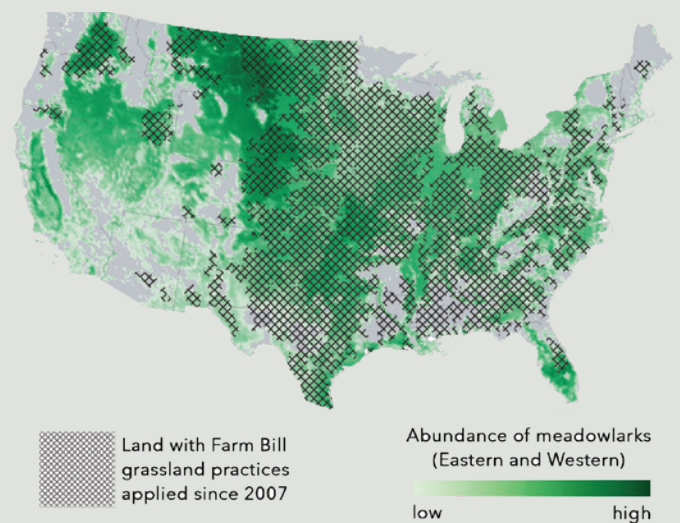 Land with Farm Bill
grassland practices
applied since 2007
Abundance of meadowlarks
(Eastern and Western)
low
high